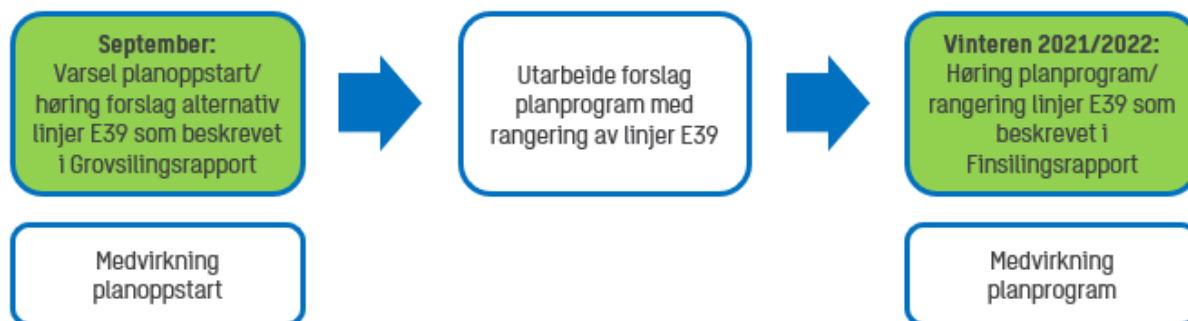 September:
Varsel planoppstart/
høring forslag alternativ
linjer E39 som beskrevet
i Grovsilingsrapport
Utarbeide forslag
planprogram med
rangering av linjer E39
Vinteren 2021/2022:
Høring planprogram/
rangering linjer E39 som
beskrevet i
Finsilingsrapport
Medvirkning
planoppstart
Medvirkning
planprogram